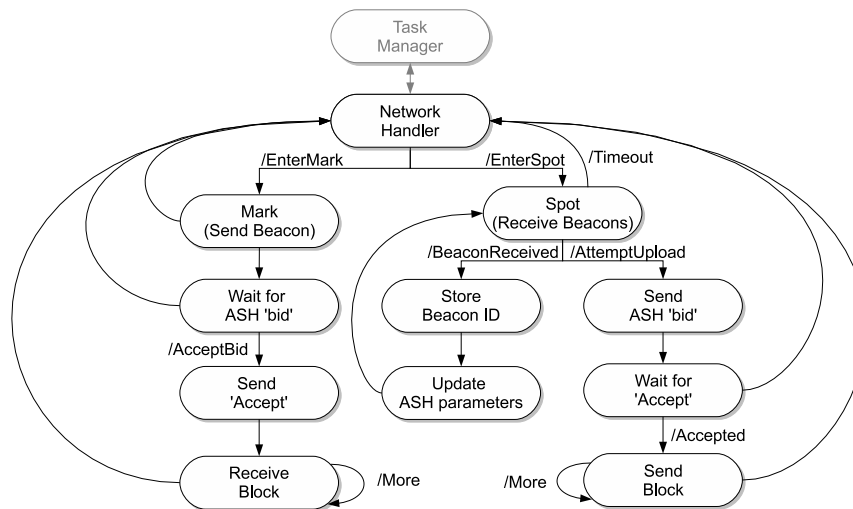 Task
Manager
Network
Handler
/EnterMark
/EnterSpot
/Timeout
Mark
(Send Beacon)
Spot
(Receive Beacons)
/BeaconReceived
/AttemptUpload
Wait for
ASH 'bid'
Store
Beacon ID
Send
ASH 'bid'
/AcceptBid
Send
'Accept'
Update
ASH parameters
Wait for
'Accept'
/Accepted
Receive
Block
/More
/More
Send
Block